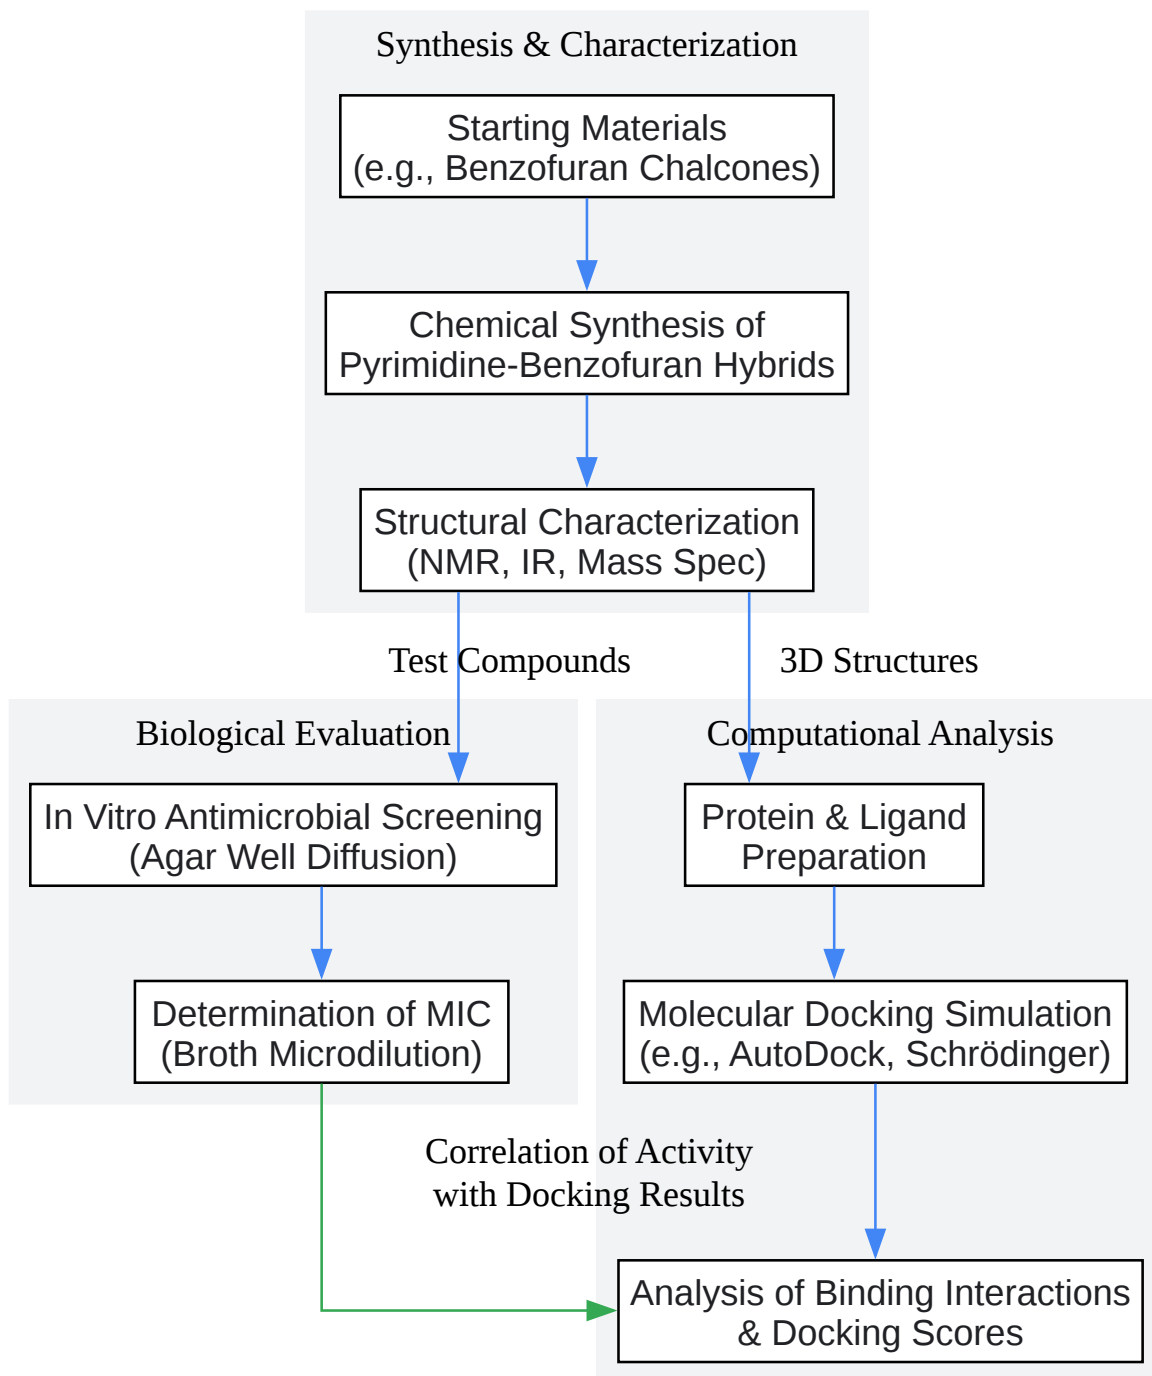 Synthesis & Characterization
Starting Materials
(e.g., Benzofuran Chalcones)
Chemical Synthesis of
Pyrimidine-Benzofuran Hybrids
Structural Characterization
(NMR, IR, Mass Spec)
Test Compounds
3D Structures
Biological Evaluation
In Vitro Antimicrobial Screening
(Agar Well Diffusion)
Determination of MIC
(Broth Microdilution)
Computational Analysis
Protein & Ligand
Preparation
Molecular Docking Simulation
(e.g., AutoDock, Schrödinger)
Correlation of Activity
with Docking Results
Analysis of Binding Interactions
& Docking Scores